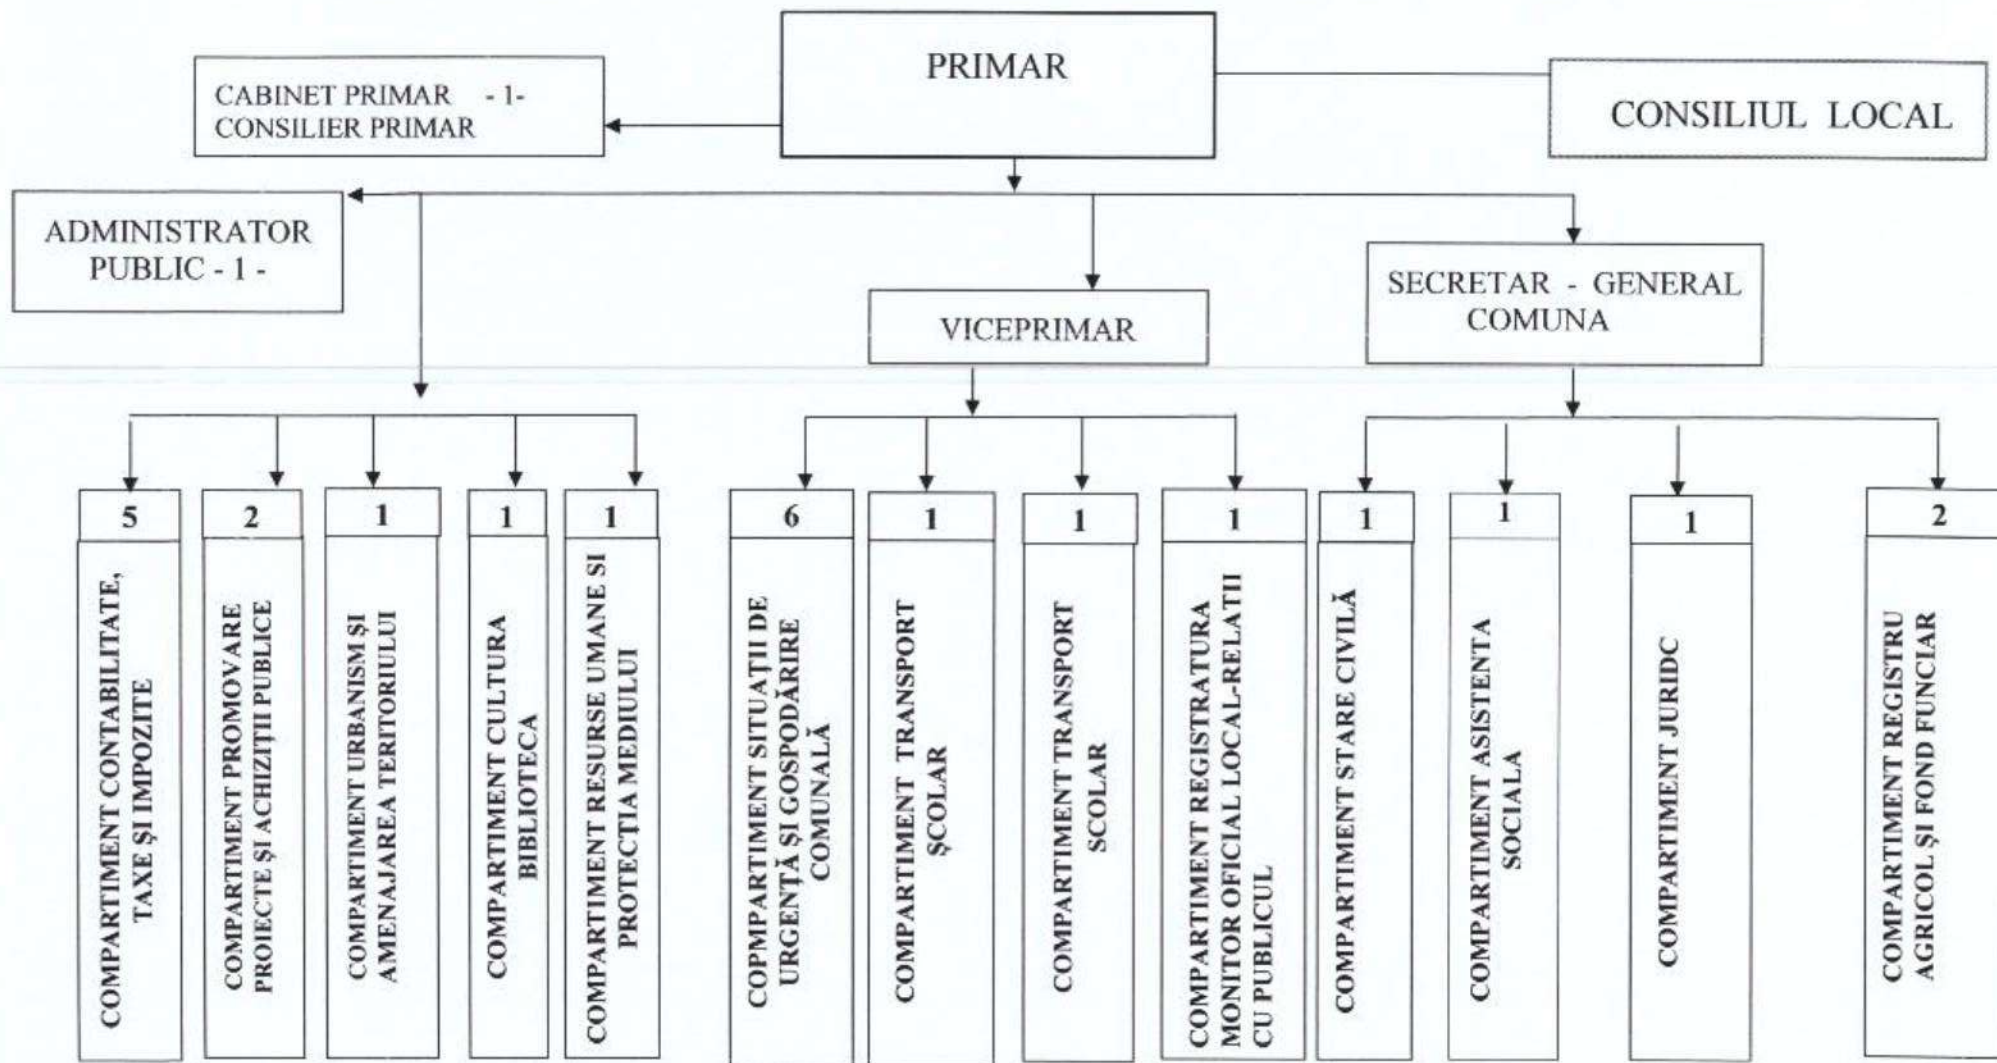 PRIMAR
CABINET PRIMAR - 1-
CONSILIER PRIMAR
CONSILIUL LOCAL
ADMINISTRATOR
PUBLIC - 1 -
VICEPRIMAR
SECRETAR - GENERAL
COMUNA
5
COMPARTIMENT CONTABILITATE,
TAXE ŞI IMPOZITE
2
COMPARTIMENT PROMOVARE
PROIECTE ŞI ACHIZIŢII PUBLICE
1
COMPARTIMENT URBANISM ŞI
AMENAJAREA TERITORIULUI
1
COMPARTIMENT CULTURA
BIBLIOTECA
1
COMPARTIMENT RESURSE UMANE SI
PROTECTIA MEDIULUI
6
COPMPARTIMENT SITUAŢII DE
URGENŢĂ ŞI GOSPODĂRIRE
COMUNALĂ
1
COMPARTIMENT TRANSPORT
ŞCOLAR
1
COMPARTIMENT TRANSPORT
SCOLAR
1
COMPARTIMENT REGISTRATURA
MONITOR OFICIAL LOCAL-RELATII
CU PUBLICUL
1
COMPARTIMENT STARE CIVILĂ
1
COMPARTIMENT ASISTENTA
SOCIALA
1
COMPARTIMENT JURIDC
2
COMPARTIMENT REGISTRU
AGRICOL ŞI FOND FUNCIAR